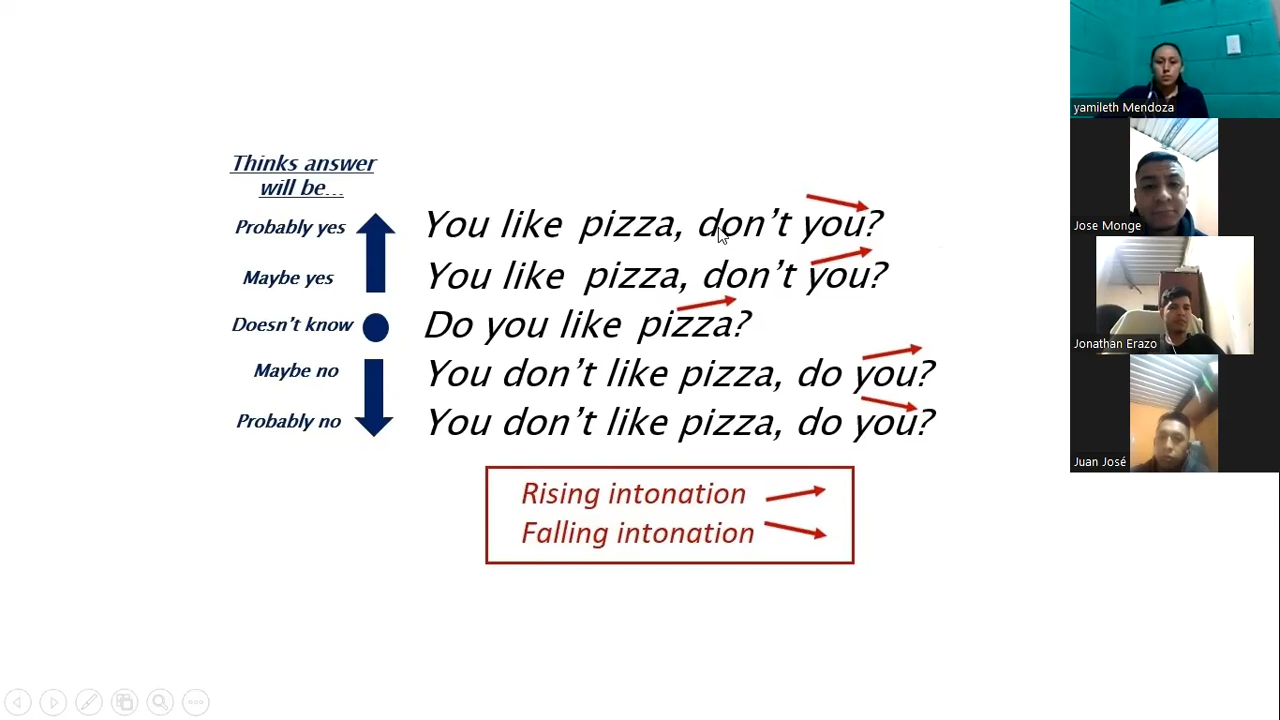 Thinks answer
will be...
Probably yes
You like pizza, don't you?
Maybe yes
You like pizza, don't you?
Doesn't know
Do you like pizza?
Maybe no
You don't like pizza, do you?
Probably no
You don't like pizza, do you?
Rising intonation
Falling intonation
yamileth Mendoza
Jose Monge
Jonathan Erazo
Juan José